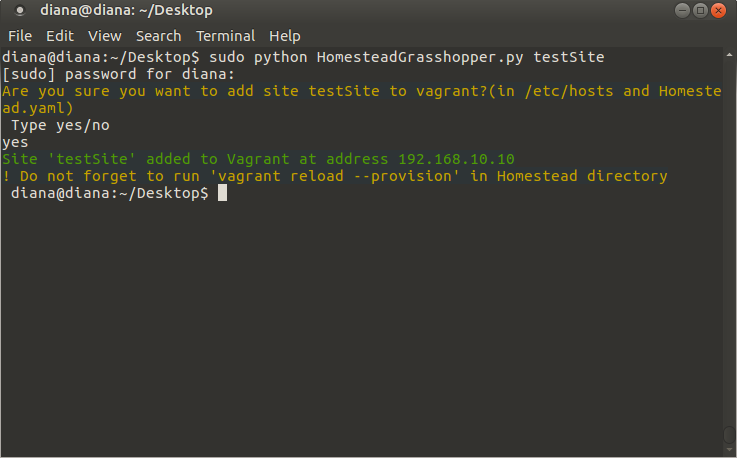 diana@diana: ~/Desktop
File Edit View Search Terminal Help
diana@diana:~/Desktop$ sudo python HomesteadGrasshopper.py testSite
[sudo] password for diana:
Are you sure you want to add site testSite to vagrant?(in /etc/hosts and Homeste
ad.yaml)
Type yes/no
yes
Site 'testSite' added to Vagrant at address 192.168.10.10
! Do not forget to run 'vagrant reload --provision' in Homestead directory
diana@diana:~/Desktop$